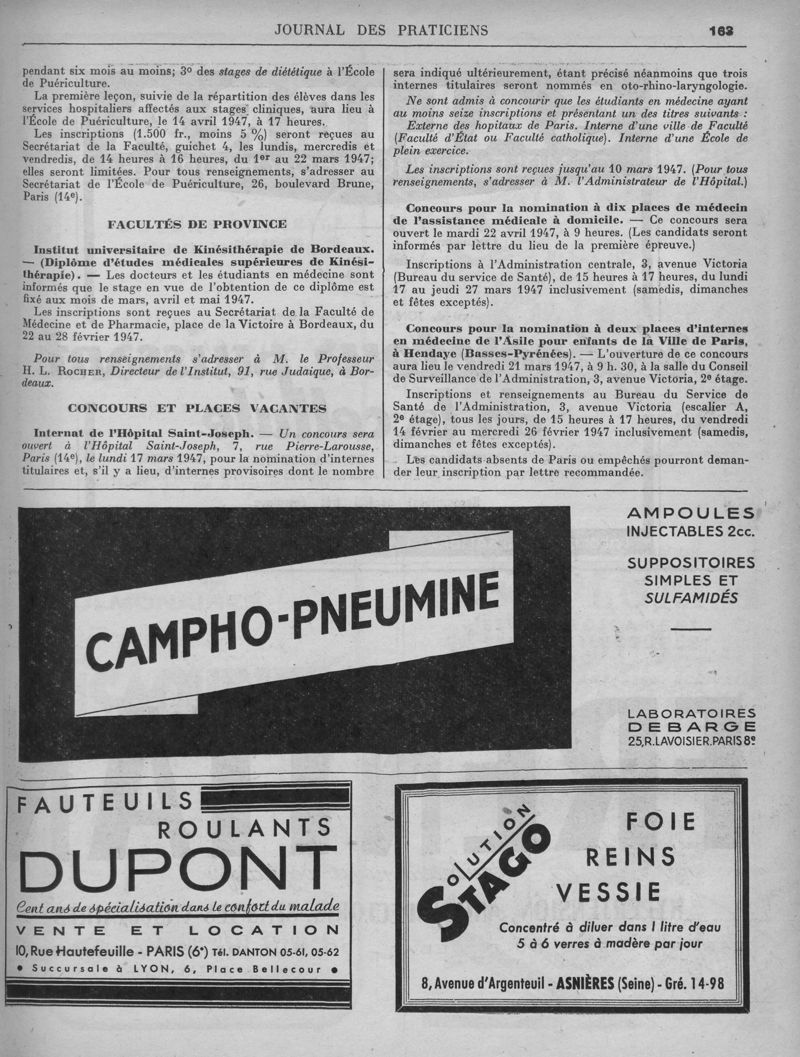 JOURNAL DES PRATICIENS
163
pendant six mois au moins; 3º des stages de diététique à l'École
de Puériculture.
La première leçon, suivie de la répartition des élèves dans les
services hospitaliers affectés aux stages cliniques, aura lieu à
l'École de Puériculture, le 14 avril 1947, à 17 heures.
Les inscriptions (1.500 fr., moins 5 %) seront reçues au
Secrétariat de la Faculté, guichet 4, les lundis, mercredis et
vendredis, de 14 heures à 16 heures, du 1er au 22 mars 1947;
elles seront limitées. Pour tous renseignements, s'adresser au
Secrétariat de l'École de Puériculture, 26, boulevard Brune,
Paris (14e).
FACULTÉS DE PROVINCE
Institut universitaire de Kinésithérapie de Bordeaux.
— (Diplôme d'études médicales supérieures de Kinési-
thérapie). — Les docteurs et les étudiants en médecine sont
informés que le stage en vue de l'obtention de ce diplôme est
fixé aux mois de mars, avril et mai 1947.
Les inscriptions sont reçues au Secrétariat de la Faculté de
Médecine et de Pharmacie, place de la Victoire à Bordeaux, du
22 au 28 février 1947.
Pour tous renseignements s'adresser à M. le Professeur
H. L. ROCHER, Directeur de l'Institut, 91, rue Judaique, à Bor-
deaux.
CONCOURS ET PLACES VACANTES
Internat de l'Hôpital Saint-Joseph. — Un concours sera
ouvert à l'Hôpital Saint-Joseph, 7, rue Pierre-Larousse,
Paris (14e), le lundi 17 mars 1947, pour la nomination d'internes
titulaires et, s'il y a lieu, d'internes provisoires dont le nombre
sera indiqué ultérieurement, étant précisé néanmoins que trois
internes titulaires seront nommés en oto-rhino-laryngologie.
Ne sont admis à concourir que les étudiants en médecine ayant
au moins seize inscriptions et présentant un des titres suivants :
Externe des hopitaux de Paris. Interne d'une ville de Faculté
(Faculté d'État ou Faculté catholique). Interne d'une École de
plein exercice.
Les inscriptions sont reçues jusqu'au 10 mars 1947. (Pour tous
renseignements, s'adresser à M. l'Administrateur de l'Hôpital.)
Concours pour la nomination à dix places de médecin
de l'assistance médicale à domicile. — Ce concours sera
ouvert le mardi 22 avril 1947, à 9 heures. (Les candidats seront
informés par lettre du lieu de la première épreuve.)
Inscriptions à l'Administration centrale, 3, avenue Victoria
(Bureau du service de Santé), de 15 heures à 17 heures, du lundi
17 au jeudi 27 mars 1947 inclusivement (samedis, dimanches
et fêtes exceptés).
Concours pour la nomination à deux places d'internes
en médecine de l'Asile pour enfants de la Ville de Paris,
à Hendaye (Basses-Pyrénées). — L'ouverture de ce concours
aura lieu le vendredi 21 mars 1947, à 9 h. 30, à la salle du Conseil
de Surveillance de l'Administration, 3, avenue Victoria, 2e étage.
Inscriptions et renseignements au Bureau du Service de
Santé de l'Administration, 3, avenue Victoria (escalier A,
2e étage), tous les jours, de 15 heures à 17 heures, du vendredi
14 février au mercredi 26 février 1947 inclusivement (samedis,
dimanches et fêtes exceptés).
Les candidats absents de Paris ou empêchés pourront deman-
der leur inscription par lettre recommandée.
CAMPHO-PNEUMINE
AMPOULES
INJECTABLES 2cc.
SUPPOSITOIRES
SIMPLES ET
SULFAMIDÉS
LABORATOIRES
DEBARGE
25,R.LAVOISIER.PARIS 8e
FAUTEUILS
ROULANTS
DUPONT
Cent ans de spécialisation dans le confort du malade
VENTE ET LOCATION
10, Rue Hautefeuille - PARIS (6e) Tél. DANTON 05-61, 05-62
• Succursale à LYON, 6, Place Bellecour •
SOLUTION
STAGO
FOIE
REINS
VESSIE
Concentré à diluer dans 1 litre d'eau
5 à 6 verres à madère par jour
8, Avenue d'Argenteuil - ASNIÈRES (Seine) - Gré. 14-98